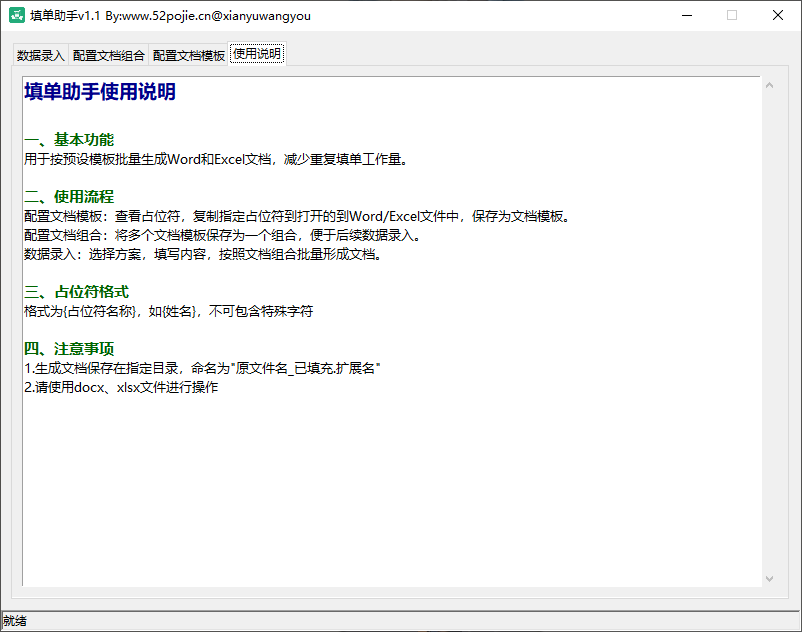 填单助手v1.1 By:www.52pojie.cn@xianyuwangyou
数据录入 配置文档组合 配置文档模板 使用说明
填单助手使用说明
一、基本功能
用于按预设模板批量生成Word和Excel文档，减少重复填单工作量。
二、使用流程
配置文档模板：查看占位符，复制指定占位符到打开的到Word/Excel文件中，保存为文档模板。
配置文档组合：将多个文档模板保存为一个组合，便于后续数据录入。
数据录入：选择方案，填写内容，按照文档组合批量形成文档。
三、占位符格式
格式为{占位符名称}，如{姓名}，不可包含特殊字符
四、注意事项
1.生成文档保存在指定目录，命名为"原文件名_已填充.扩展名"
2.请使用docx、xlsx文件进行操作
就绪